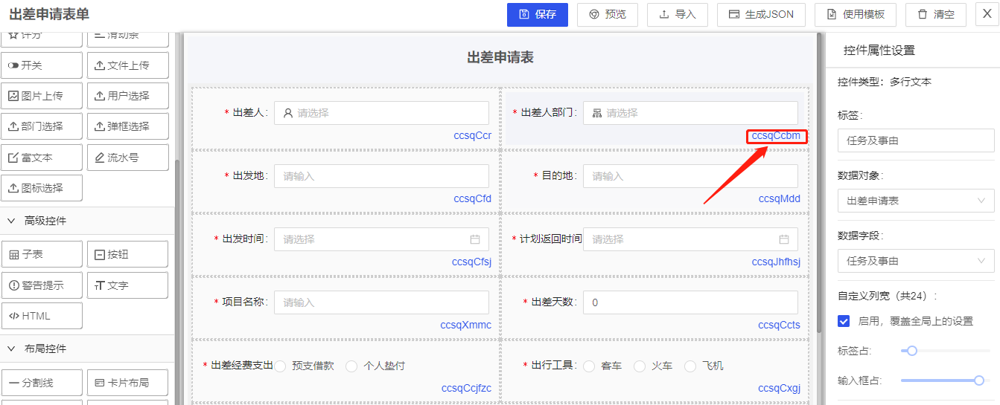 出差申请表单
保存
预览
导入
生成JSON
使用模板
清空
X
评分
滑动条
开关
文件上传
图片上传
用户选择
部门选择
弹框选择
富文本
流水号
图标选择
高级控件
子表
按钮
警告提示
文字
HTML
布局控件
分割线
卡片布局
出差申请表
* 出差人:
请选择
ccsqCcr
* 出差人部门:
请选择
ccsqCcbm
* 出发地:
请输入
ccsqCfd
* 目的地:
请输入
ccsqMdd
* 出发时间:
请选择
ccsqCfsj
* 计划返回时间
请选择
ccsqJhfhsj
* 项目名称:
请输入
ccsqXmmc
* 出差天数:
0
ccsqCcts
* 出差经费支出
预支借款
个人垫付
ccsqCcjfzc
* 出行工具:
客车
火车
飞机
ccsqCxgj
控件属性设置
控件类型：多行文本
标签:
任务及事由
数据对象:
出差申请表
数据字段:
任务及事由
自定义列宽（共24）:
启用，覆盖全局上的设置
标签占:
输入框占: